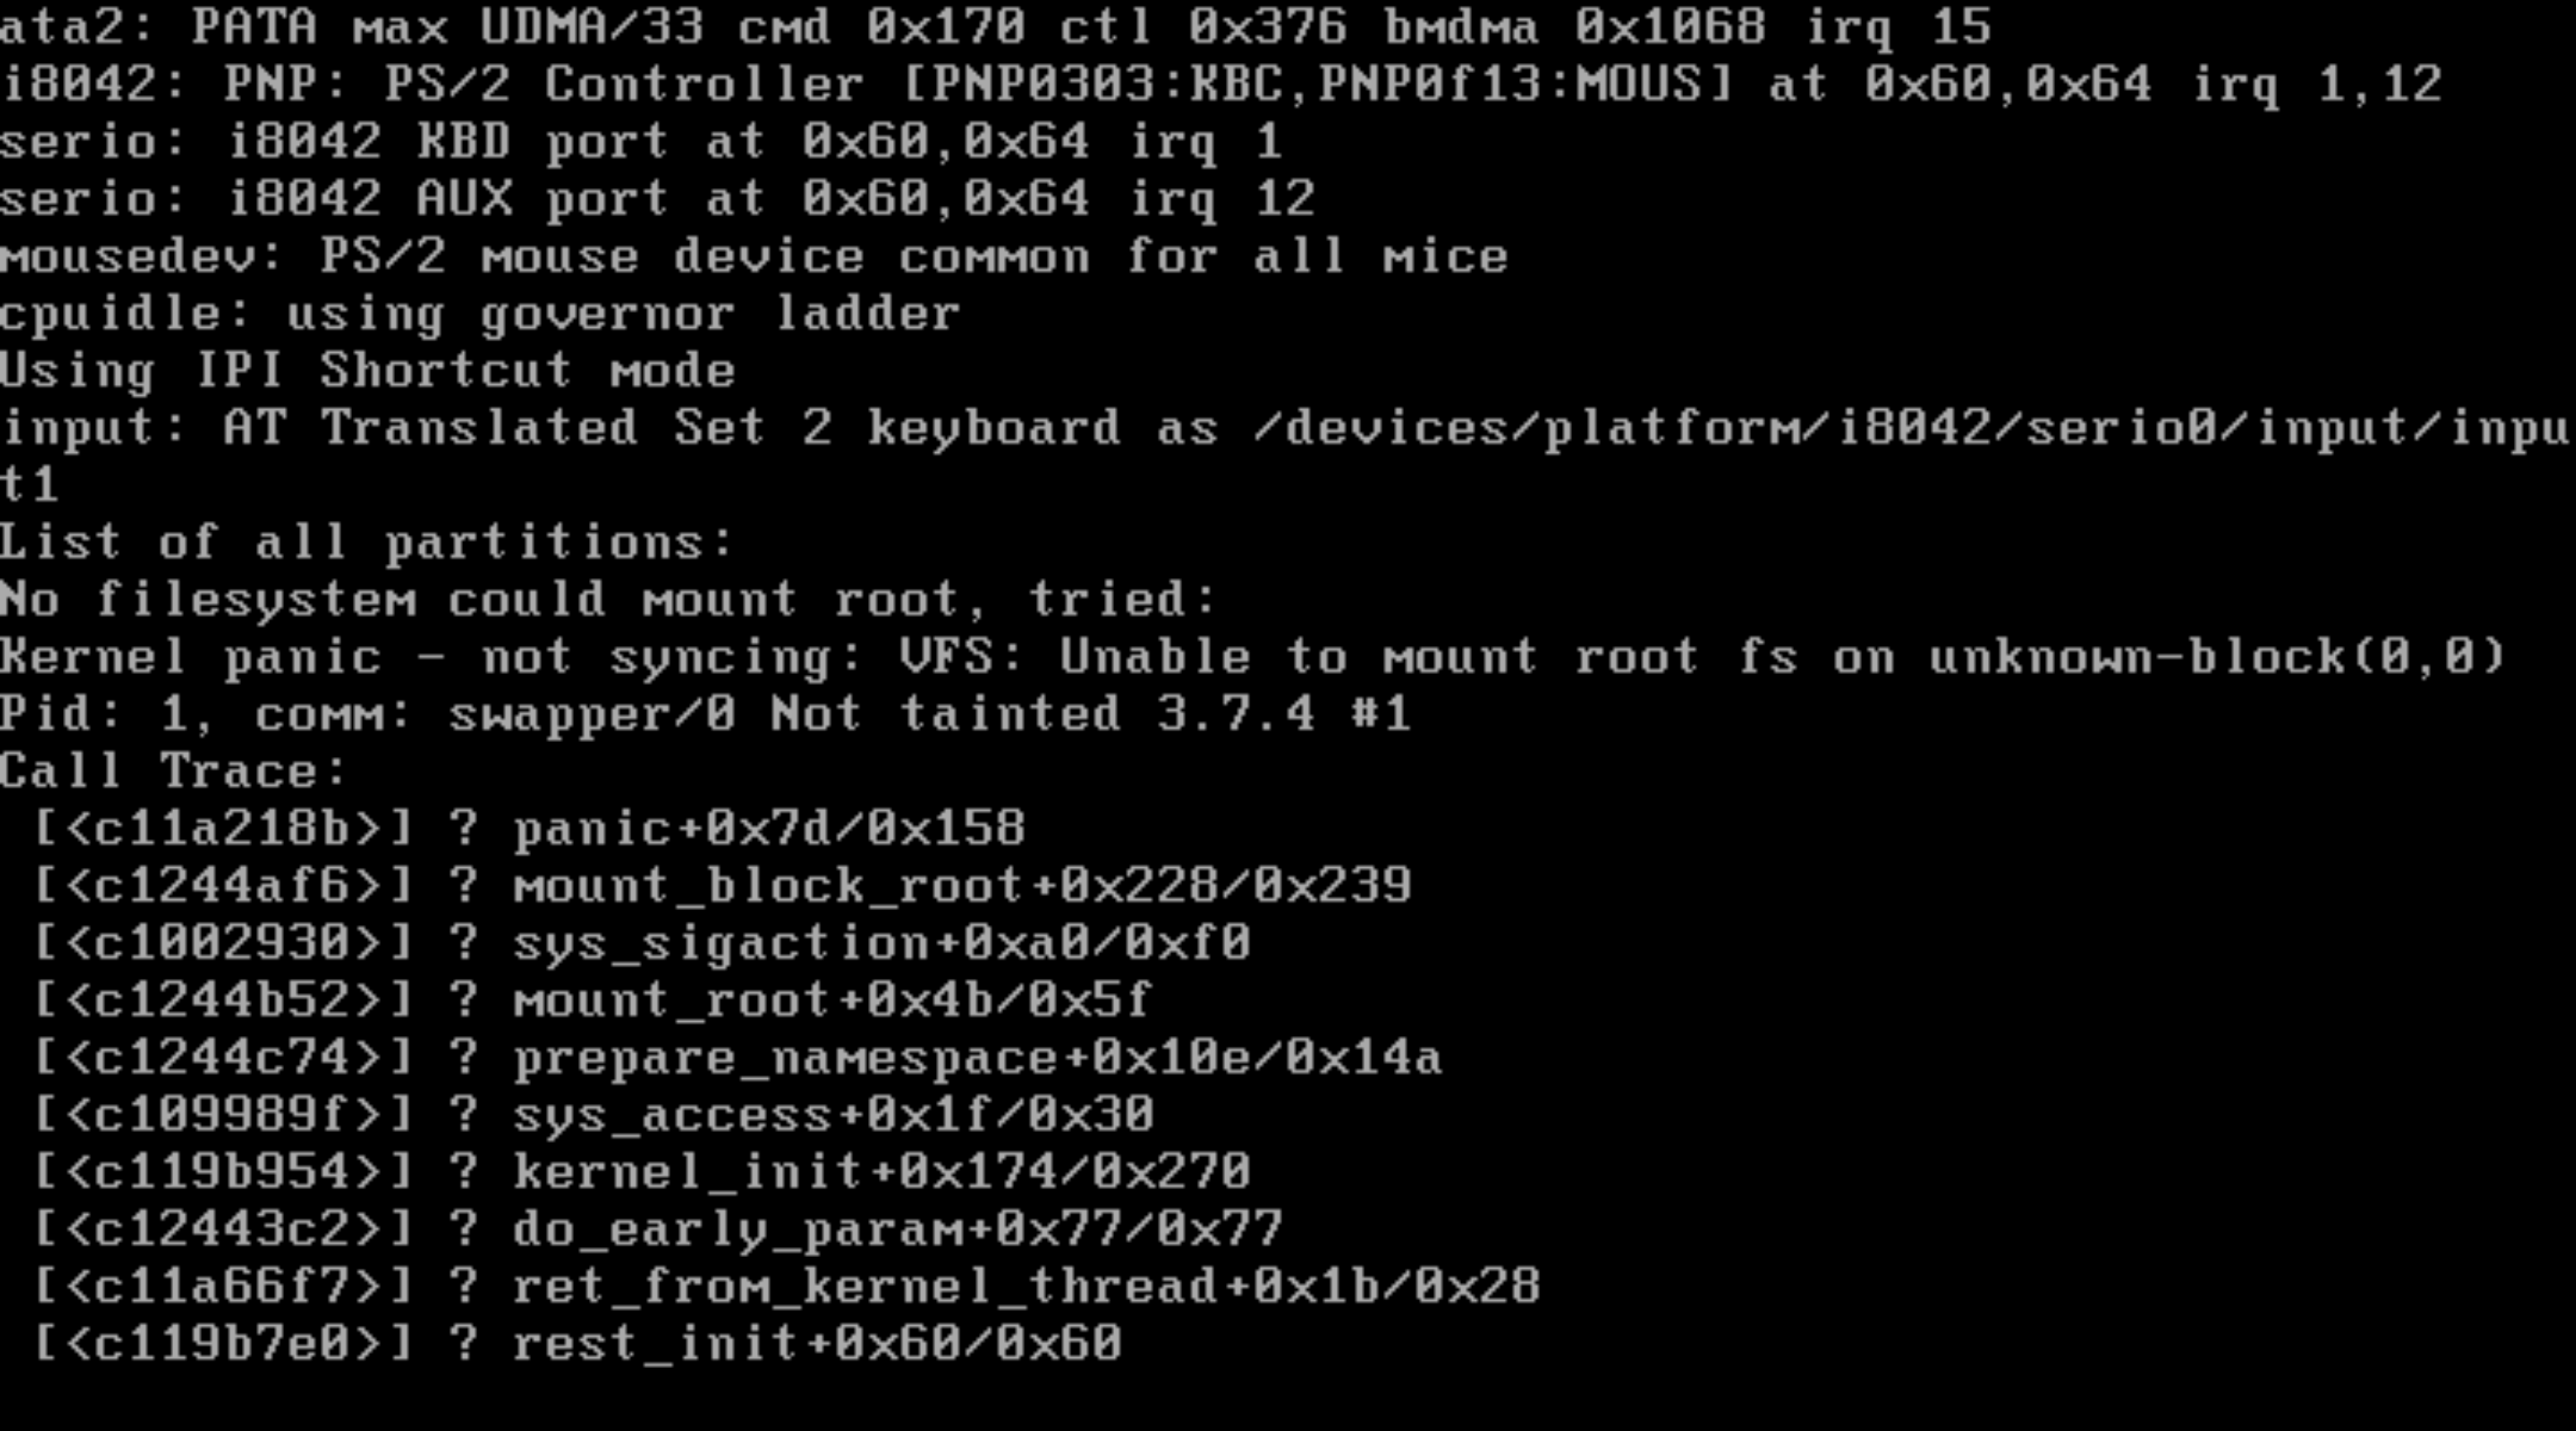 ata2: PATA max UDMA/33 cmd 0x170 ctl 0x376 bmdma 0x1068 irq 15
i8042: PNP: PS/2 Controller [PNP0303:KBC,PNP0f13:MOUS] at 0x60,0x64 irq 1,12
serio: i8042 KBD port at 0x60,0x64 irq 1
serio: i8042 AUX port at 0x60,0x64 irq 12
mousedev: PS/2 mouse device common for all mice
cpuidle: using governor ladder
Using IPI Shortcut mode
input: AT Translated Set 2 keyboard as /devices/platform/i8042/serio0/input/inpu
t1
List of all partitions:
No filesystem could mount root, tried:
Kernel panic - not syncing: VFS: Unable to mount root fs on unknown-block(0,0)
Pid: 1, comm: swapper/0 Not tainted 3.7.4 #1
Call Trace:
[<c11a218b>] ? panic+0x7d/0x158
[<c1244af6>] ? mount_block_root+0x228/0x239
[<c1002930>] ? sys_sigaction+0xa0/0xf0
[<c1244b52>] ? mount_root+0x4b/0x5f
[<c1244c74>] ? prepare_namespace+0x10e/0x14a
[<c109989f>] ? sys_access+0x1f/0x30
[<c119b954>] ? kernel_init+0x174/0x270
[<c12443c2>] ? do_early_param+0x77/0x77
[<c11a66f7>] ? ret_from_kernel_thread+0x1b/0x28
[<c119b7e0>] ? rest_init+0x60/0x60